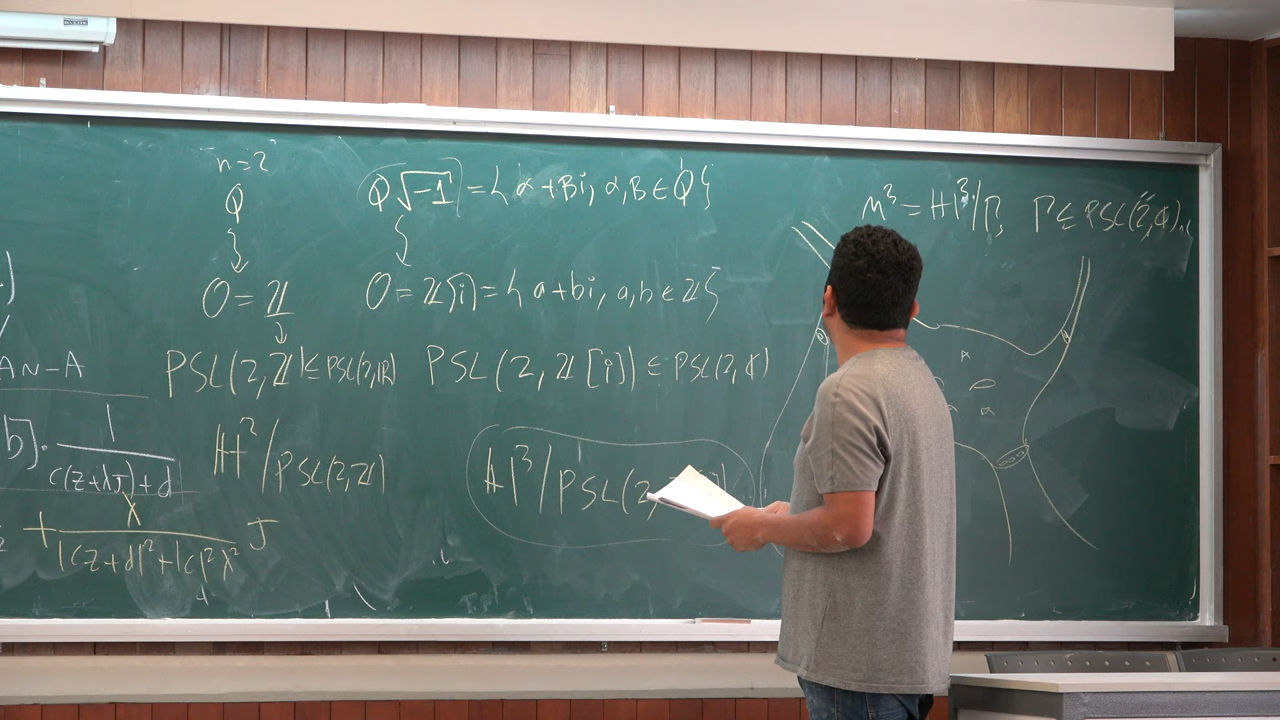 n=2
Q
Q√-1 = { α+Bi, α,B ∈ Q }
M³ = H³/Γ, Γ ≤ PSL(2,C)
O = Z
O = Z[i] = { a+bi, a,b ∈ Z }
AN-A
PSL(2,Z) ≤ PSL(2,R)
PSL(2, Z[i]) ≤ PSL(2,C)
b]. 1/(c(z+λJ)+d)
H²/PSL(2,Z)
H³/PSL(2,
+ λ/(|cz+d|²+|c|²λ²) J